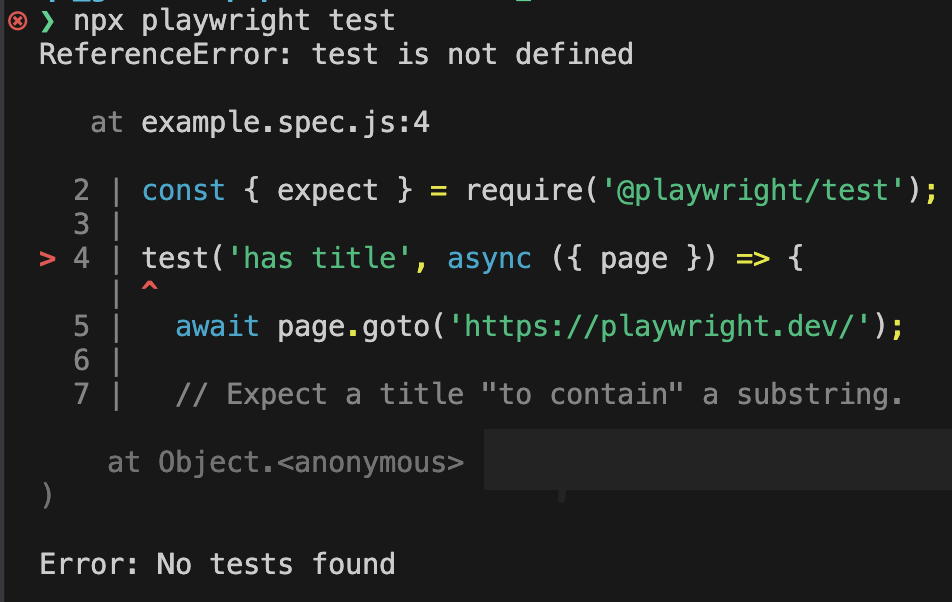 ❯ npx playwright test
ReferenceError: test is not defined
at example.spec.js:4
2 | const { expect } = require('@playwright/test');
3 |
> 4 | test('has title', async ({ page }) => {
| ^
5 | await page.goto('https://playwright.dev/');
6 |
7 | // Expect a title "to contain" a substring.
at Object.<anonymous>
)
Error: No tests found